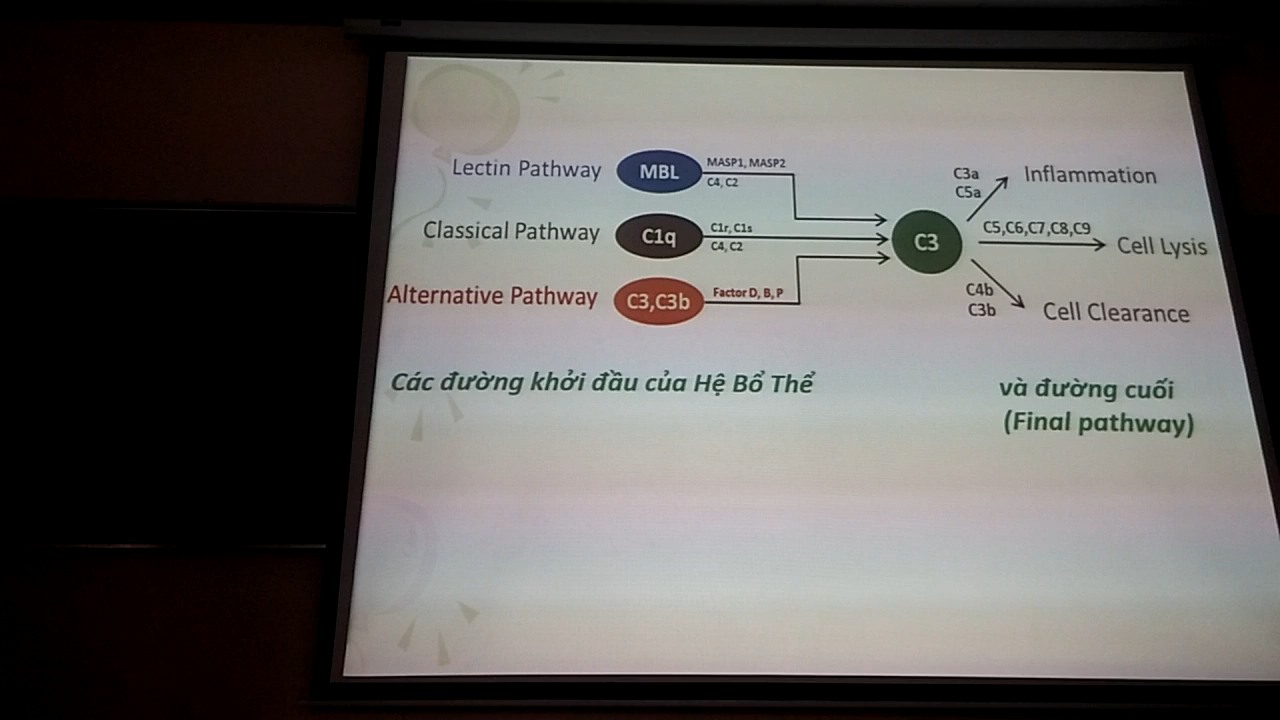 Lectin Pathway
MBL
MASP1, MASP2
C4, C2
Classical Pathway
C1q
C1r, C1s
C4, C2
Alternative Pathway
C3,C3b
Factor D, B, P
C3
C3a
C5a
Inflammation
C5,C6,C7,C8,C9
Cell Lysis
C4b
C3b
Cell Clearance
Các đường khởi đầu của Hệ Bổ Thể
và đường cuối
(Final pathway)